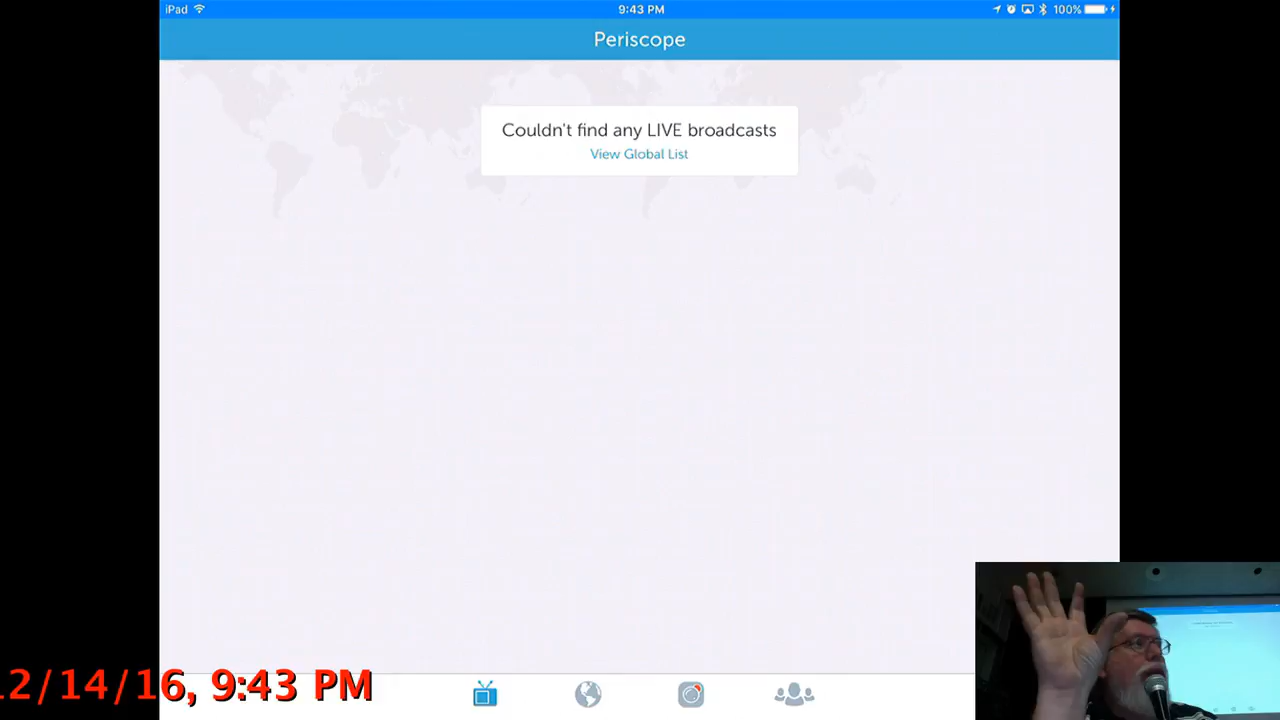 iPad 9:43 PM 100%
Periscope
Couldn't find any LIVE broadcasts
View Global List
12/14/16, 9:43 PM